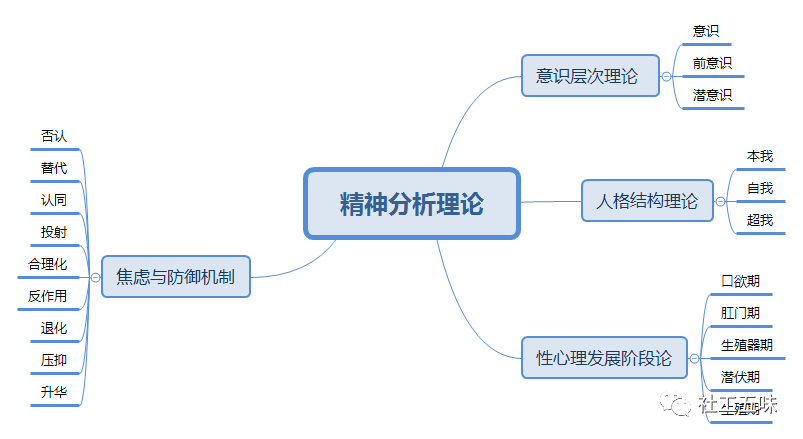 精神分析理论
意识层次理论
意识
前意识
潜意识
人格结构理论
本我
自我
超我
性心理发展阶段论
口欲期
肛门期
生殖器期
潜伏期
生殖期
焦虑与防御机制
否认
替代
认同
投射
合理化
反作用
退化
压抑
升华
社工五味